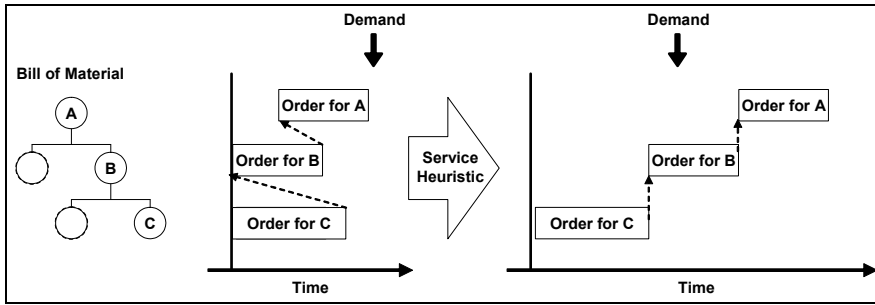 Demand
Demand
Bill of Material
A
B
C
Order for A
Order for B
Order for C
Time
Service
Heuristic
Order for A
Order for B
Order for C
Time